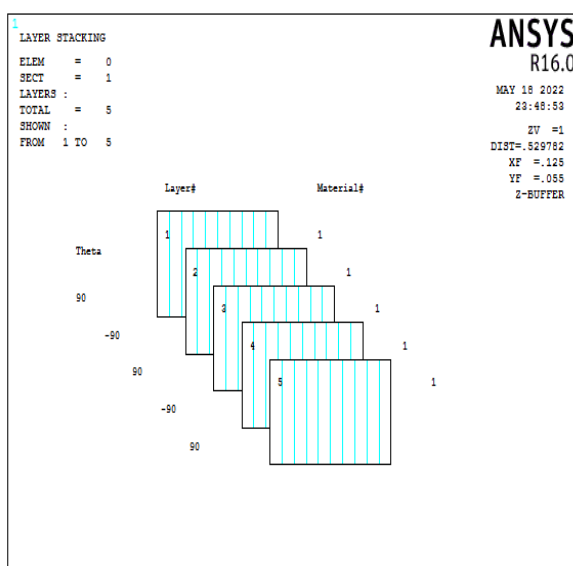 1
LAYER STACKING
ELEM = 0
SECT = 1
LAYERS :
TOTAL = 5
SHOWN :
FROM 1 TO 5
ANSYS
R16.0
MAY 18 2022
23:48:53
ZV =1
DIST=.529782
XF =.125
YF =.055
Z-BUFFER
Layer# Material#
1 1
Theta
2 1
90
3 1
-90
4 1
90
5 1
-90
90